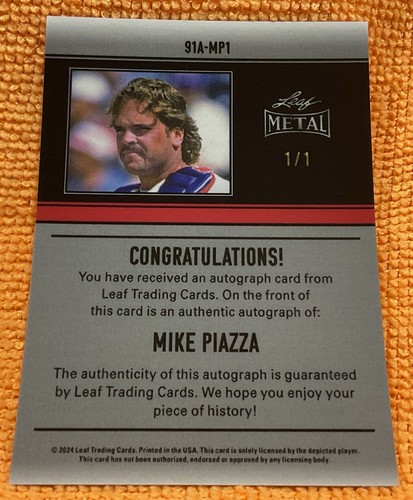 91A-MP1
Leaf
METAL
1/1
CONGRATULATIONS!
You have received an autograph card from
Leaf Trading Cards. On the front of
this card is an authentic autograph of:
MIKE PIAZZA
The authenticity of this autograph is guaranteed
by Leaf Trading Cards. We hope you enjoy your
piece of history!
© 2024 Leaf Trading Cards. Printed in the USA. This card is solely licensed by the depicted player.
This card has not been authorized, endorsed or approved by any licensing body.